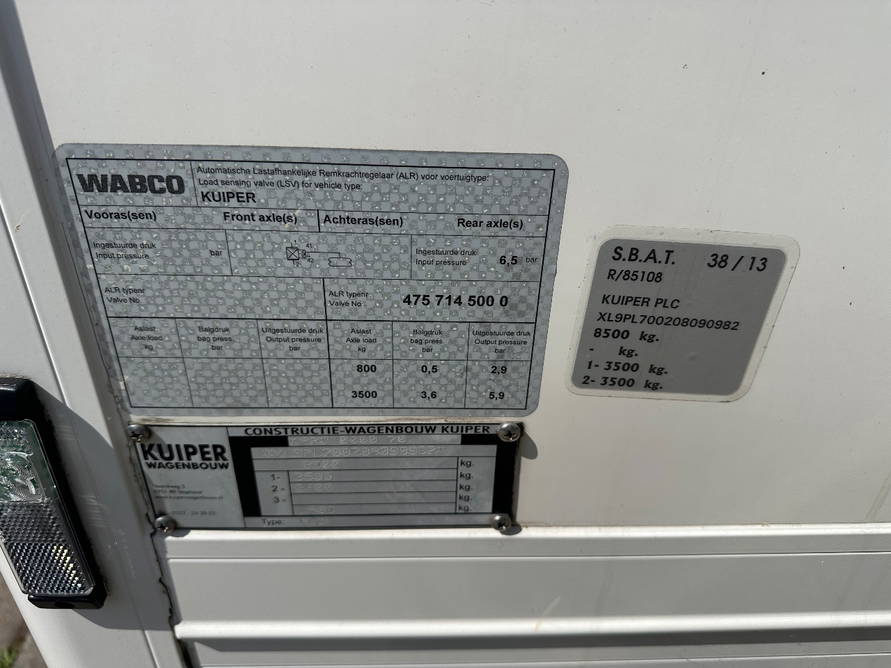 WABCO
Automatische Lastafhankelijke Remkrachtregelaar (ALR) voor voertuigtype:
Load sensing valve (LSV) for vehicle type:
KUIPER
Vooras(sen) Front axle(s) Achteras(sen) Rear axle(s)
Ingestuurde druk
Input pressure bar
Ingestuurde druk
Input pressure 6,5 bar
ALR typenr
Valve No
ALR typenr
Valve No 475 714 500 0
Aslast
Axle load
kg
Balgdruk
bag press
bar
Uitgestuurde druk
Output pressure
bar
Aslast
Axle load
kg
Balgdruk
bag press
bar
Uitgestuurde druk
Output pressure
bar
800 0,5 2,9
3500 3,6 5,9
S.B.A.T. 38 / 13
R/85108
KUIPER PLC
XL9PL700208090982
8500 kg.
- kg.
1- 3500 kg.
2- 3500 kg.
CONSTRUCTIE-WAGENBOUW KUIPER
KUIPER
WAGENBOUW
kg.
1- kg.
2- kg.
3- kg.
kg.
Type: